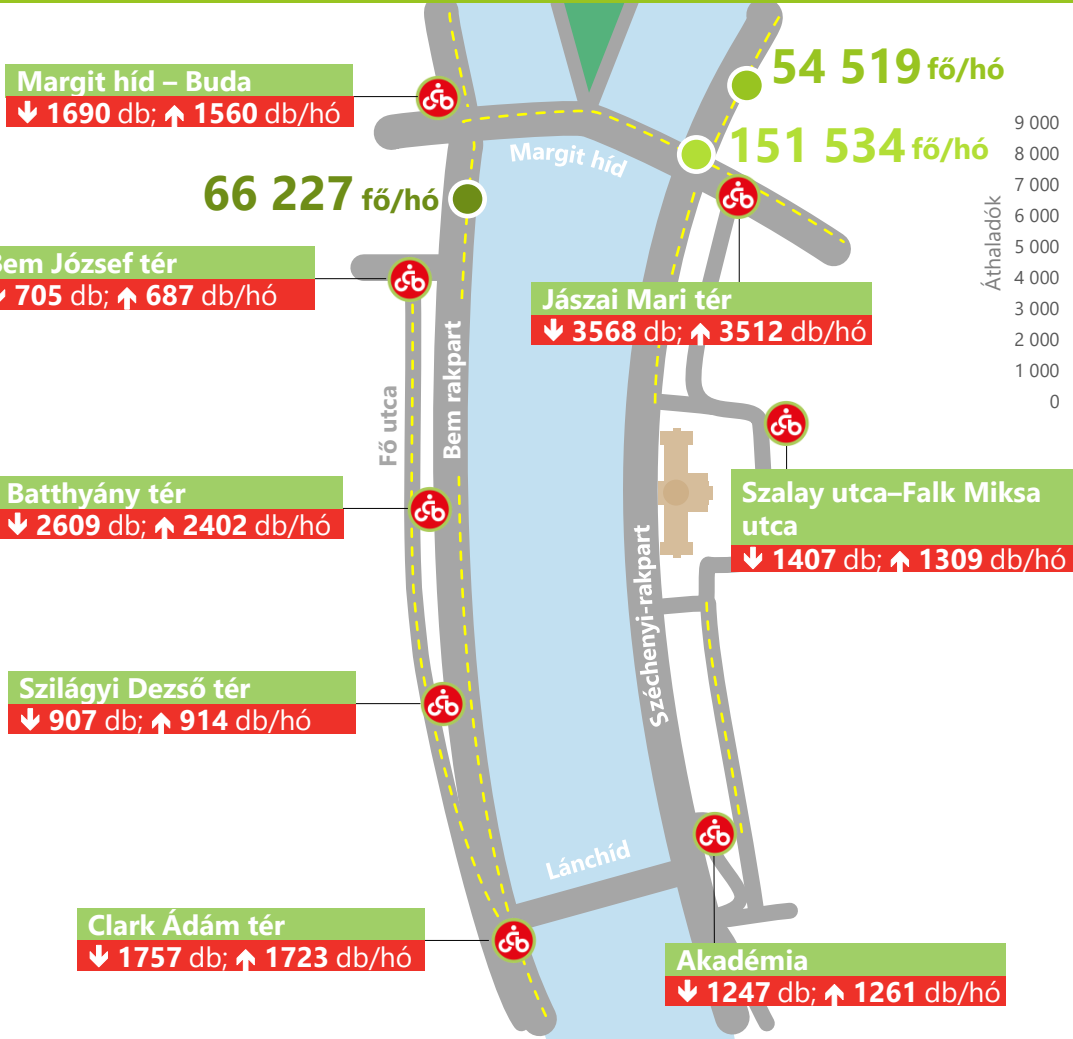 Margit híd – Buda
↓ 1690 db; ↑ 1560 db/hó
54 519 fő/hó
151 534 fő/hó
66 227 fő/hó
Margit híd
Áthaladók
9 000
8 000
7 000
6 000
5 000
4 000
3 000
2 000
1 000
0
Bem József tér
↓ 705 db; ↑ 687 db/hó
Jászai Mari tér
↓ 3568 db; ↑ 3512 db/hó
Fő utca
Bem rakpart
Batthyány tér
↓ 2609 db; ↑ 2402 db/hó
Szalay utca–Falk Miksa
utca
↓ 1407 db; ↑ 1309 db/hó
Széchenyi-rakpart
Szilágyi Dezső tér
↓ 907 db; ↑ 914 db/hó
Lánchíd
Clark Ádám tér
↓ 1757 db; ↑ 1723 db/hó
Akadémia
↓ 1247 db; ↑ 1261 db/hó